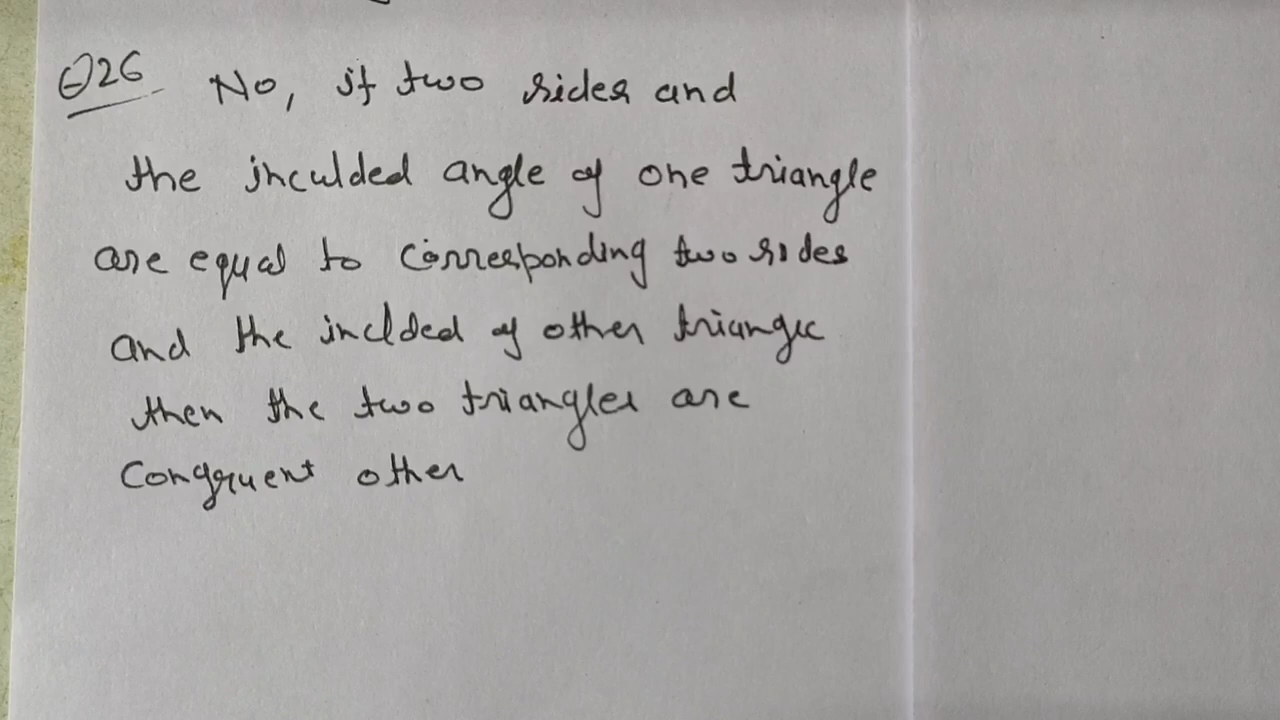 Q26 No, if two sides and
the inculded angle of one triangle
are equal to corresponding two sides
and the inclded of other triangle
then the two triangles are
Congruent other